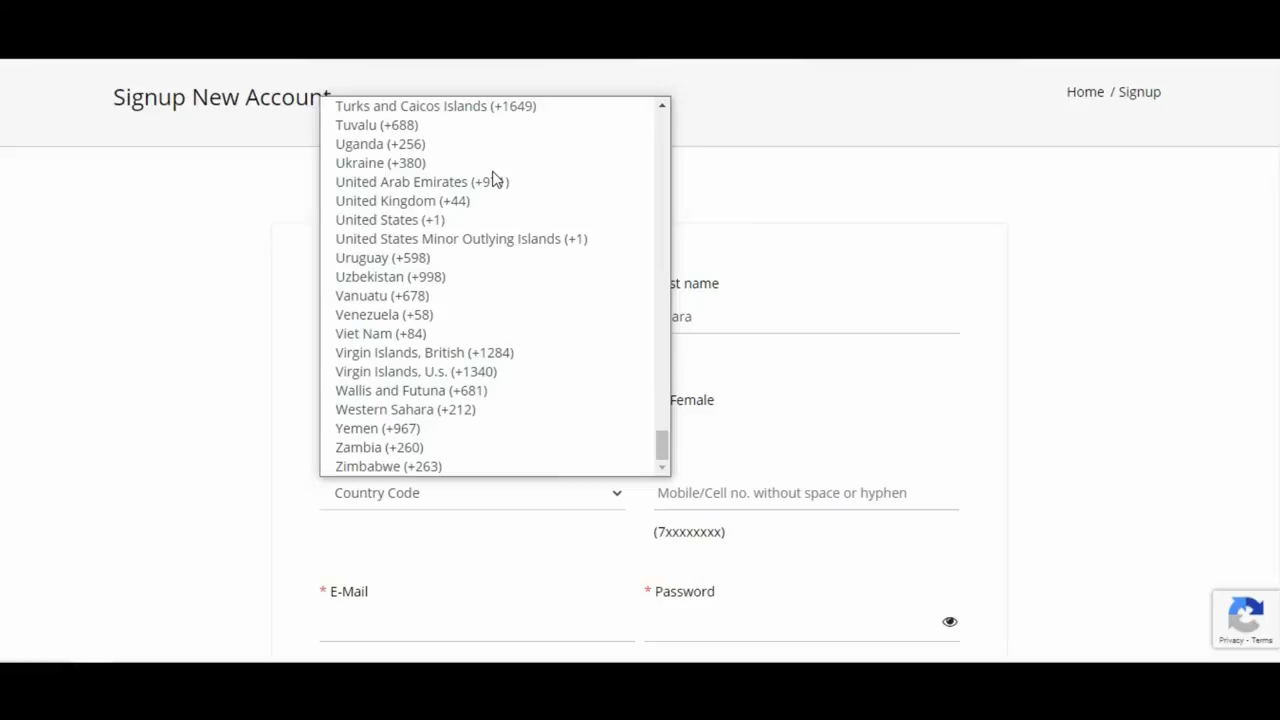 Signup New Account
Home / Signup
Turks and Caicos Islands (+1649)
Tuvalu (+688)
Uganda (+256)
Ukraine (+380)
United Arab Emirates
United Kingdom (+44)
United States (+1)
United States Minor Outlying Islands (+1)
Uruguay (+598)
Uzbekistan (+998)
Vanuatu (+678)
Venezuela (+58)
Viet Nam (+84)
Virgin Islands, British (+1284)
Virgin Islands, U.s. (+1340)
Wallis and Futuna (+681)
Western Sahara (+212)
Yemen (+967)
Zambia (+260)
Zimbabwe (+263)
st name
ara
Female
Country Code
Mobile/Cell no. without space or hyphen
(7xxxxxxxx)
* E-Mail
* Password
Privacy - Terms